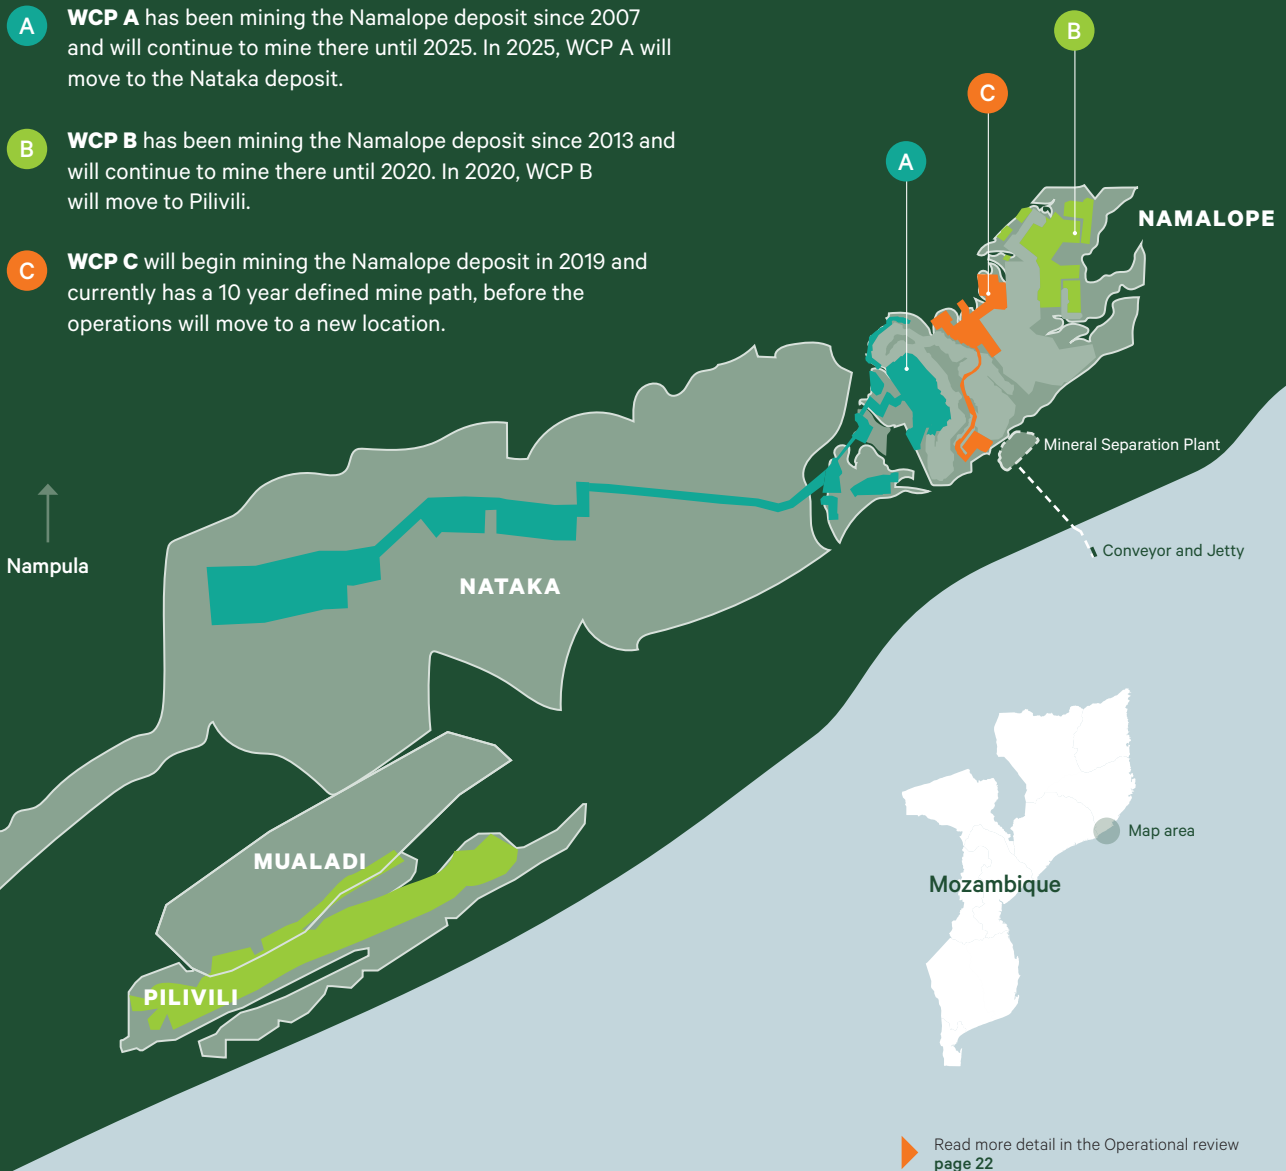 A
WCP A has been mining the Namalope deposit since 2007
and will continue to mine there until 2025. In 2025, WCP A will
move to the Nataka deposit.
B
WCP B has been mining the Namalope deposit since 2013 and
will continue to mine there until 2020. In 2020, WCP B
will move to Pilivili.
C
WCP C will begin mining the Namalope deposit in 2019 and
currently has a 10 year defined mine path, before the
operations will move to a new location.
B
C
A
NAMALOPE
Mineral Separation Plant
Conveyor and Jetty
Nampula
NATAKA
MUALADI
PILIVILI
Map area
Mozambique
Read more detail in the Operational review
page 22